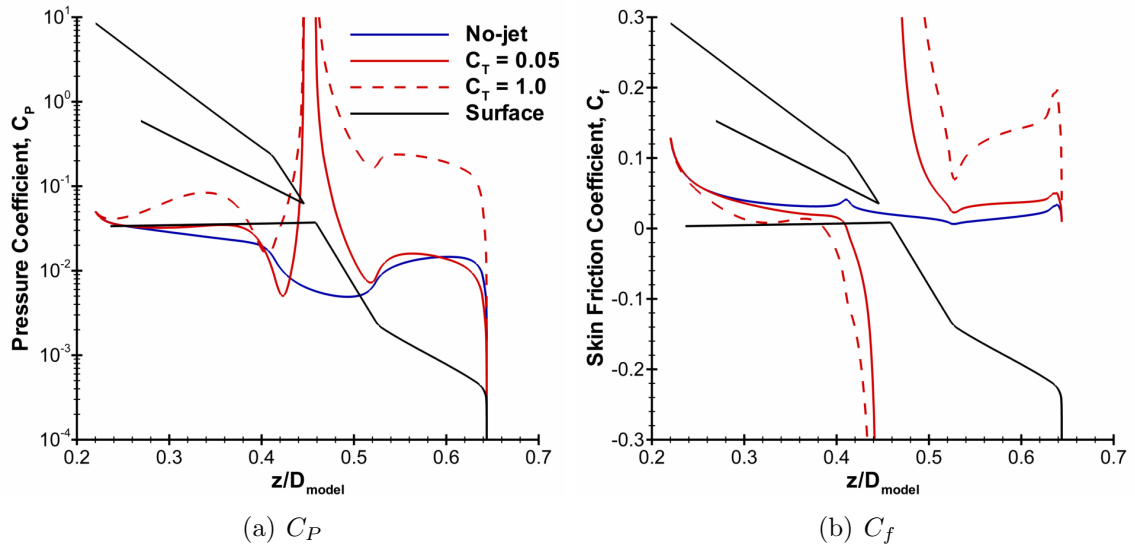 Pressure Coefficient, C_P
10^1
10^0
10^-1
10^-2
10^-3
10^-4
0.2 0.3 0.4 0.5 0.6 0.7
z/D_model
No-jet
C_T = 0.05
C_T = 1.0
Surface
(a) C_P
Skin Friction Coefficient, C_f
0.3
0.2
0.1
0
-0.1
-0.2
-0.3
0.2 0.3 0.4 0.5 0.6 0.7
z/D_model
(b) C_f